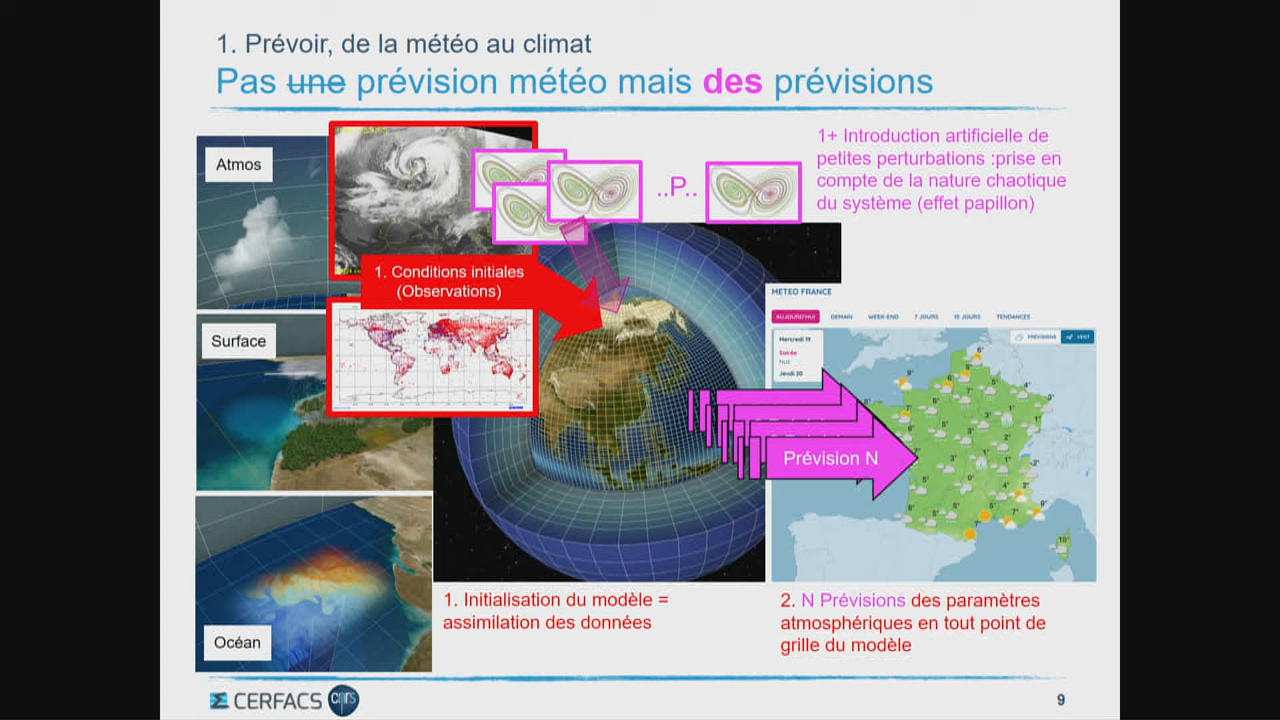 1. Prévoir, de la météo au climat
Pas une prévision météo mais des prévisions
Atmos
Surface
Océan
1. Conditions initiales
(Observations)
..P..
1+ Introduction artificielle de
petites perturbations :prise en
compte de la nature chaotique
du système (effet papillon)
METEO FRANCE
AUJOURD'HUI DEMAIN WEEK-END 7 JOURS 15 JOURS TENDANCES
PRÉVISIONS VENT
Mercredi 19
Soirée
Nuit
Jeudi 20
Prévision N
1. Initialisation du modèle =
assimilation des données
2. N Prévisions des paramètres
atmosphériques en tout point de
grille du modèle
CERFACS
cnrs
9